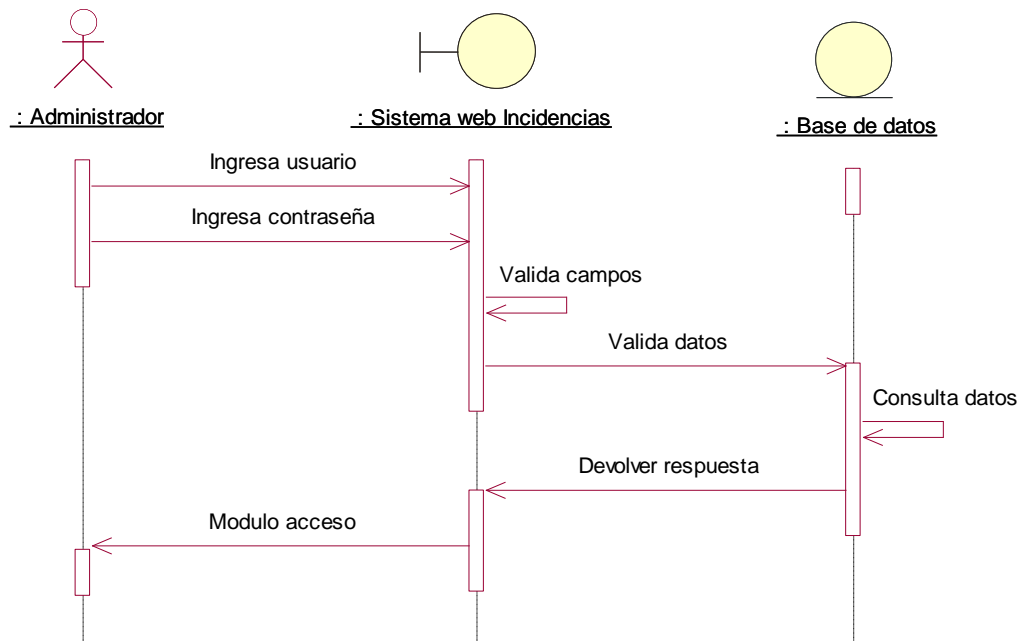 : Administrador
: Sistema web Incidencias
: Base de datos
Ingresa usuario
Ingresa contraseña
Valida campos
Valida datos
Consulta datos
Devolver respuesta
Modulo acceso